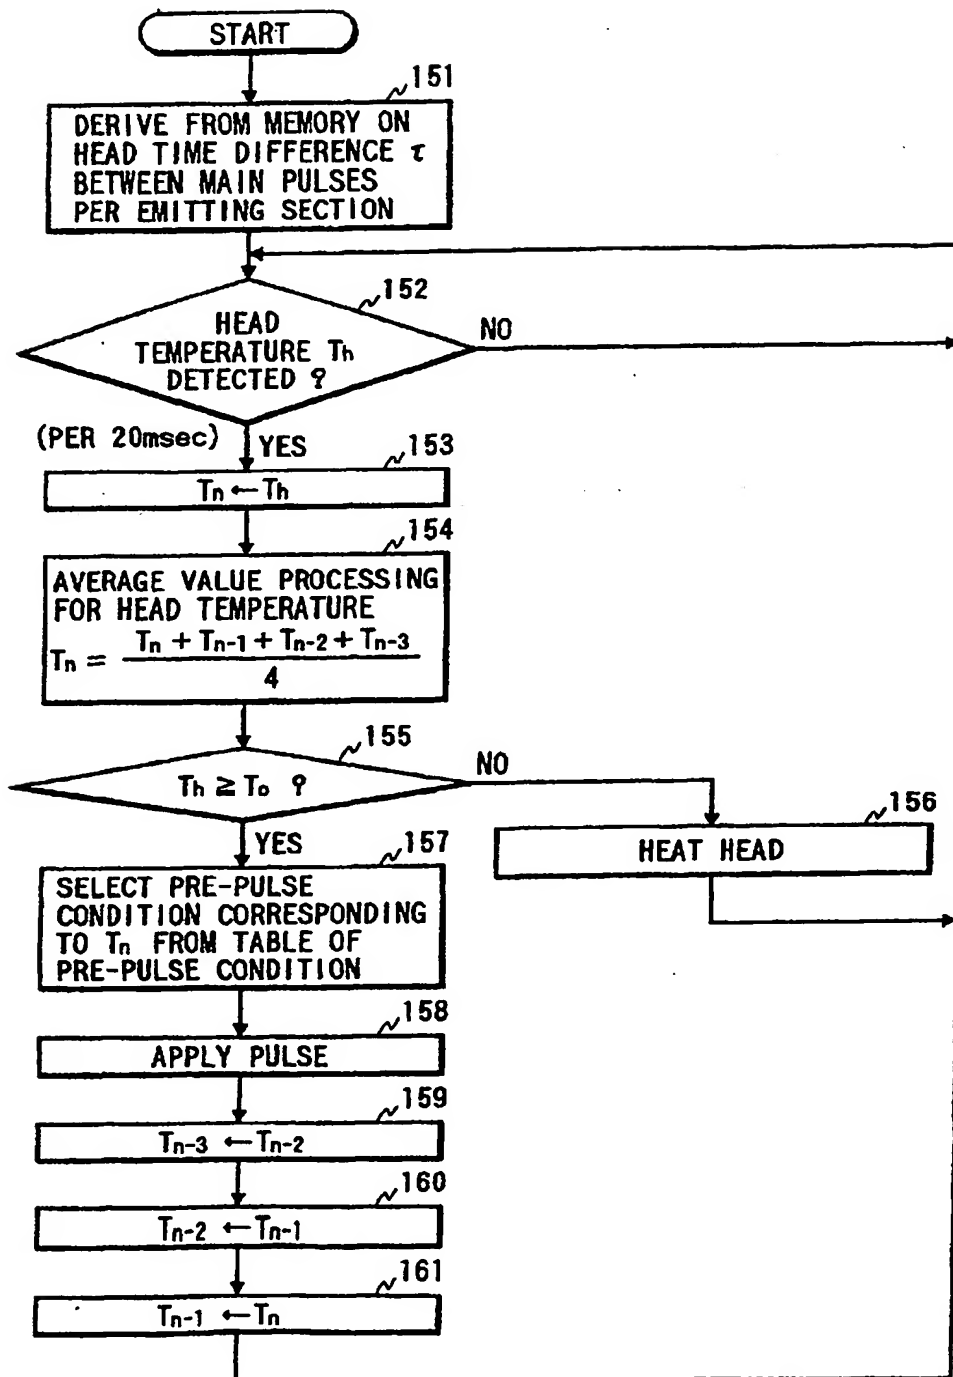 START
151
DERIVE FROM MEMORY ON
HEAD TIME DIFFERENCE τ
BETWEEN MAIN PULSES
PER EMITTING SECTION
152
HEAD
TEMPERATURE Th
DETECTED ?
NO
(PER 20msec)
YES
153
Tn ← Th
154
AVERAGE VALUE PROCESSING
FOR HEAD TEMPERATURE
Tn = (Tn + Tn-1 + Tn-2 + Tn-3) / 4
155
Th ≥ To ?
NO
156
HEAT HEAD
YES
157
SELECT PRE-PULSE
CONDITION CORRESPONDING
TO Tn FROM TABLE OF
PRE-PULSE CONDITION
158
APPLY PULSE
159
Tn-3 ← Tn-2
160
Tn-2 ← Tn-1
161
Tn-1 ← Tn